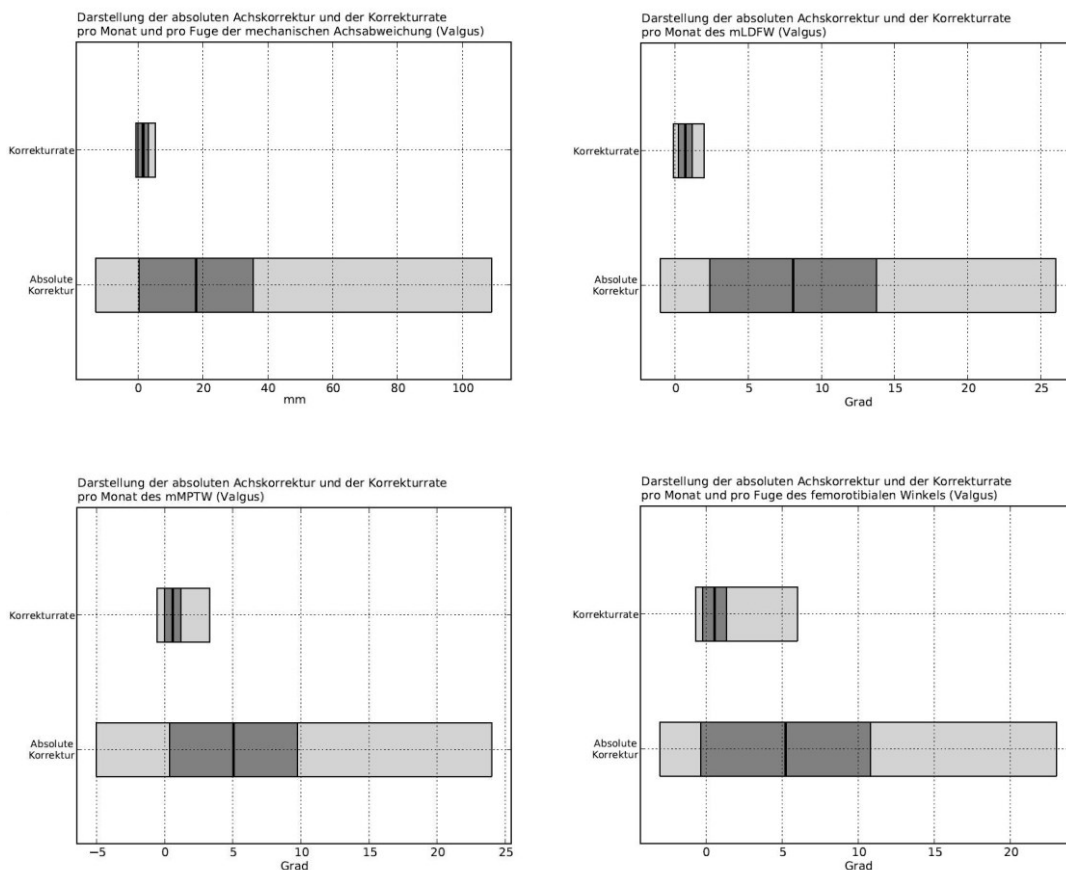 Darstellung der absoluten Achskorrektur und der Korrekturrate
pro Monat und pro Fuge der mechanischen Achsabweichung (Valgus)
Korrekturrate
Absolute
Korrektur
0 20 40 60 80 100
mm
Darstellung der absoluten Achskorrektur und der Korrekturrate
pro Monat des mLDFW (Valgus)
Korrekturrate
Absolute
Korrektur
0 5 10 15 20 25
Grad
Darstellung der absoluten Achskorrektur und der Korrekturrate
pro Monat des mMPTW (Valgus)
Korrekturrate
Absolute
Korrektur
−5 0 5 10 15 20 25
Grad
Darstellung der absoluten Achskorrektur und der Korrekturrate
pro Monat und pro Fuge des femorotibialen Winkels (Valgus)
Korrekturrate
Absolute
Korrektur
0 5 10 15 20
Grad